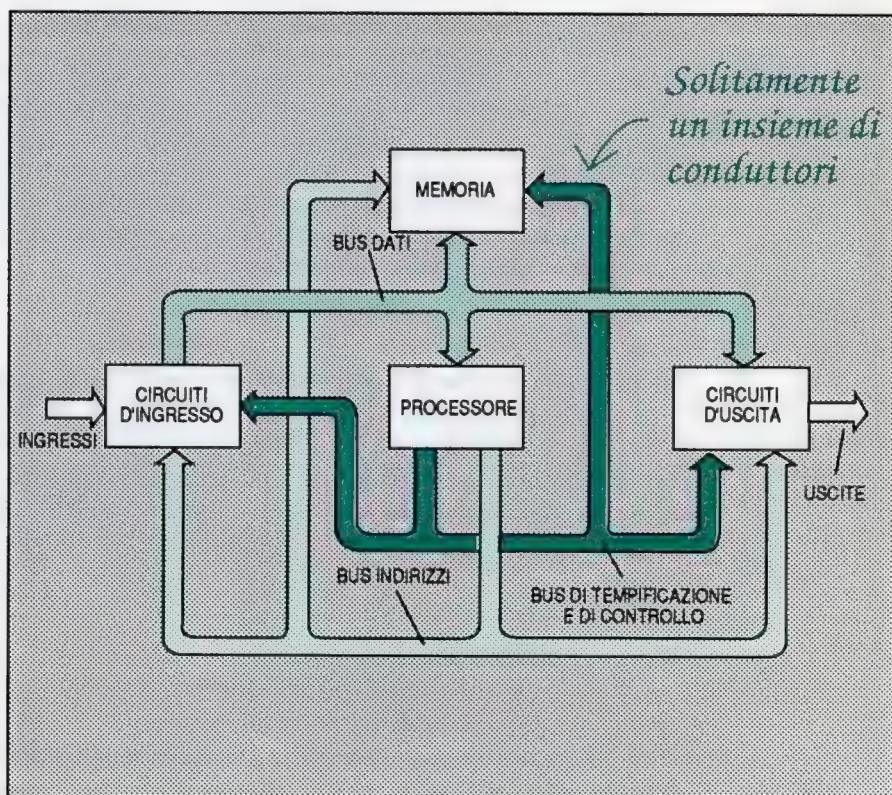 Solitamente
un insieme di
conduttori
MEMORIA
BUS DATI
CIRCUITI
D'INGRESSO
PROCESSORE
CIRCUITI
D'USCITA
INGRESSI
USCITE
BUS INDIRIZZI
BUS DI TEMPIFICAZIONE
E DI CONTROLLO